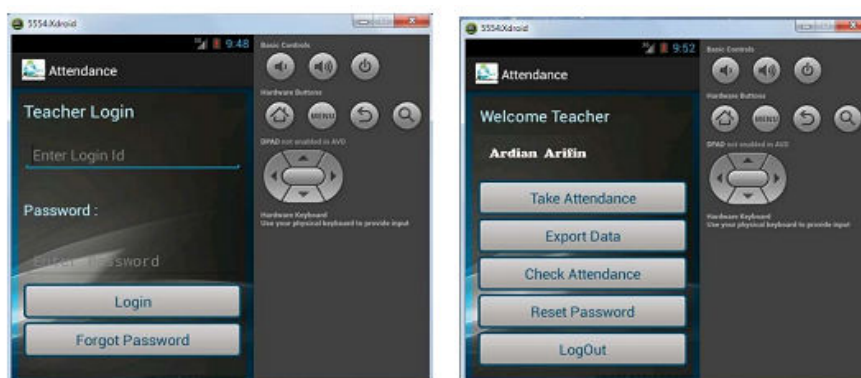 5554:Xdroid
9:48
Attendance
Teacher Login
Enter Login Id
Password :
Enter password
Login
Forgot Password
Basic Controls
Hardware Buttons
MENU
DPAD not enabled in AVD
Hardware Keyboard
Use your physical keyboard to provide input
5554:Xdroid
9:52
Attendance
Welcome Teacher
Ardian Arifin
Take Attendance
Export Data
Check Attendance
Reset Password
LogOut
Basic Controls
Hardware Buttons
MENU
DPAD not enabled in AVD
Hardware Keyboard
Use your physical keyboard to provide input